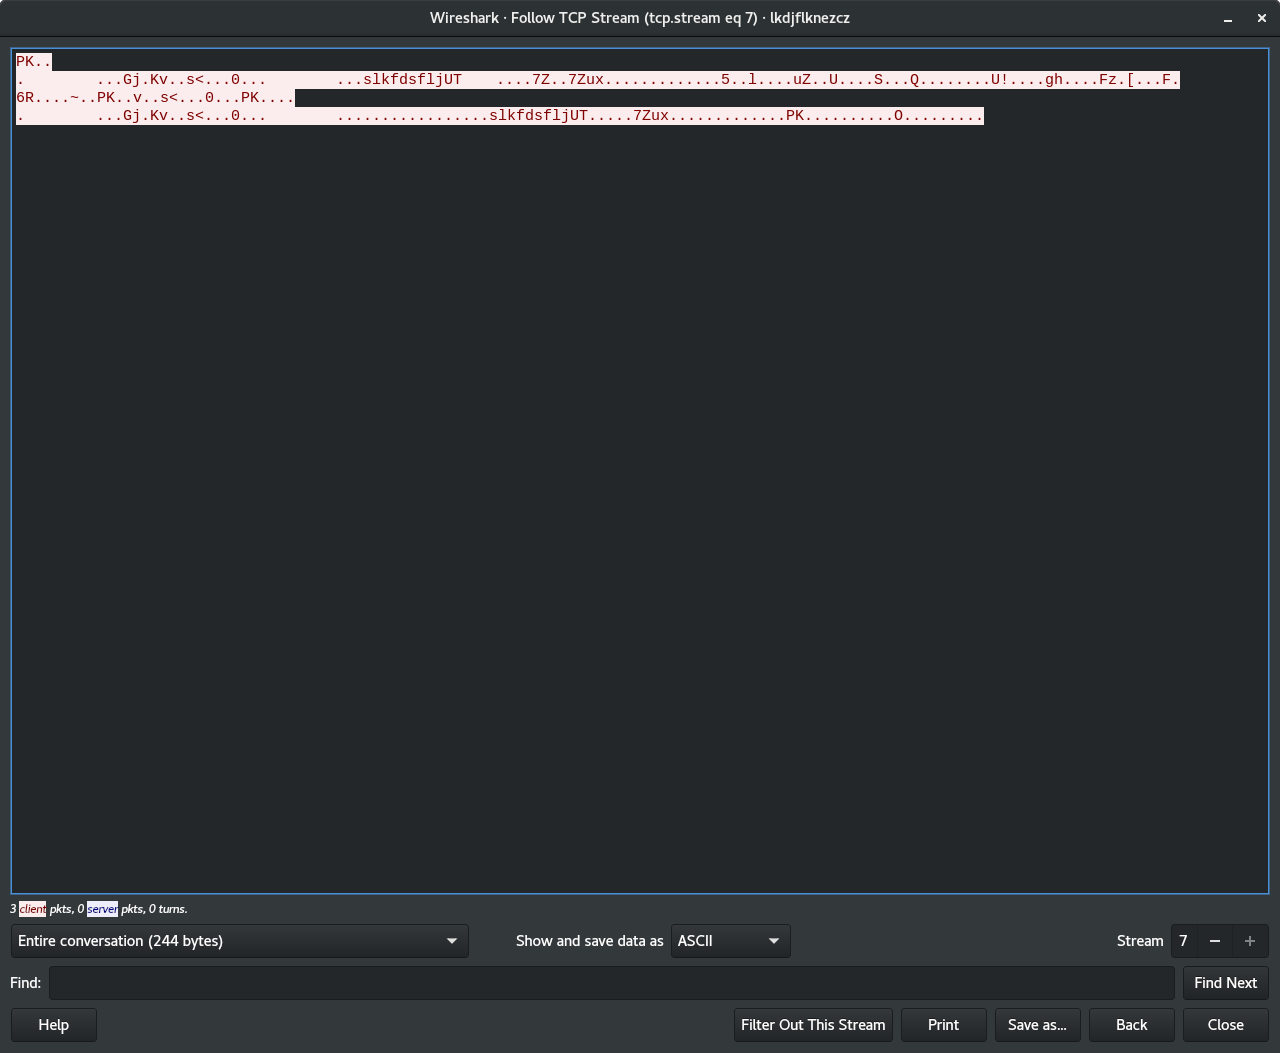 Wireshark · Follow TCP Stream (tcp.stream eq 7) · lkdjflknezcz
PK..
. ...Gj.Kv..s<...0... ...slkfdsfljUT ....7Z..7Zux.............5..l....uZ..U....S...Q........U!....gh....Fz.[...F.
6R....~..PK..v..s<...0...PK....
. ...Gj.Kv..s<...0... .................slkfdsfljUT.....7Zux.............PK..........O.........
3 client pkts, 0 server pkts, 0 turns.
Entire conversation (244 bytes) Show and save data as ASCII Stream 7 − +
Find: Find Next
Help Filter Out This Stream Print Save as... Back Close